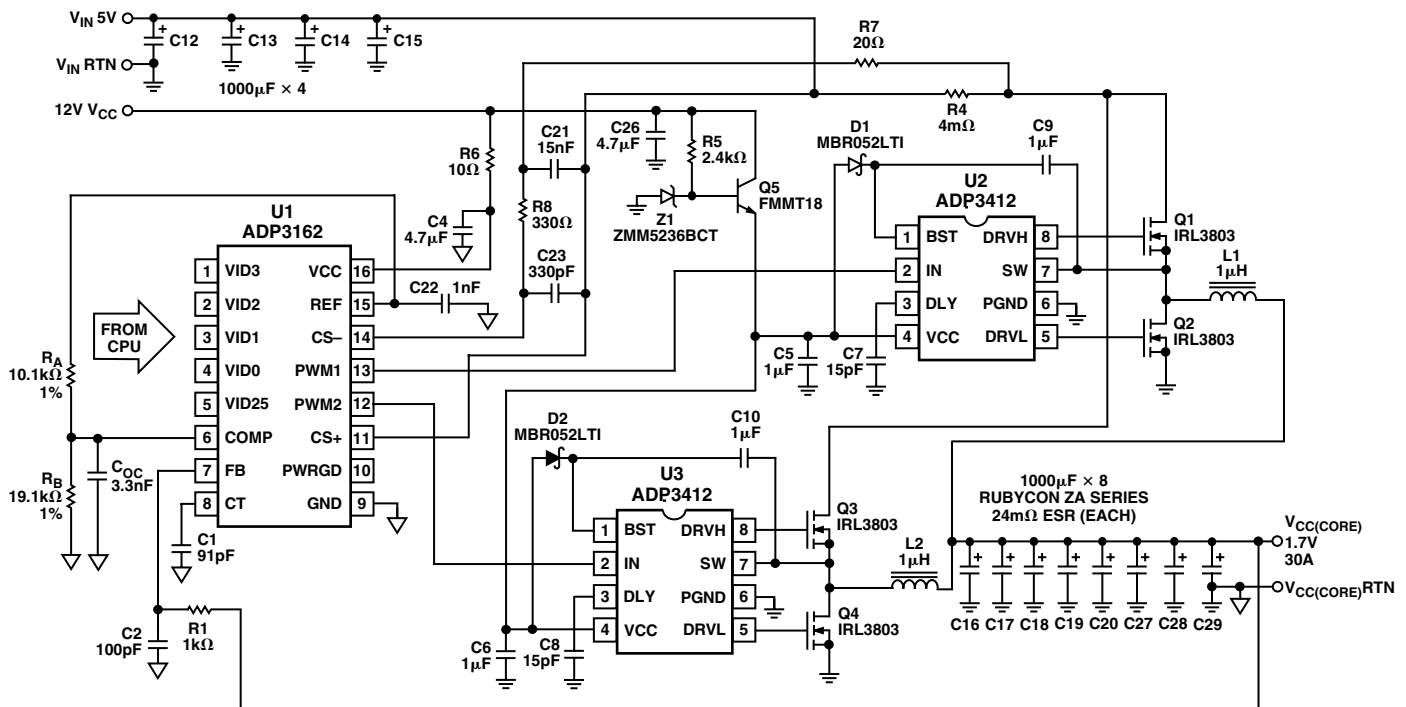 V_IN 5V
C12
C13
C14
C15
V_IN RTN
1000μF × 4
12V V_CC
R7
20Ω
R4
4mΩ
R6
10Ω
C21
15nF
C26
4.7μF
R5
2.4kΩ
D1
MBR052LTI
C9
1μF
U2
ADP3412
Q5
FMMT18
Z1
ZMM5236BCT
R8
330Ω
C4
4.7μF
C23
330pF
C22
1nF
U1
ADP3162
1 VID3
VCC 16
2 VID2
REF 15
3 VID1
CS– 14
4 VID0
PWM1 13
5 VID25
PWM2 12
6 COMP
CS+ 11
7 FB
PWRGD 10
8 CT
GND 9
FROM
CPU
R_A
10.1kΩ
1%
R_B
19.1kΩ
1%
C_OC
3.3nF
C1
91pF
C2
100pF
R1
1kΩ
1 BST
DRVH 8
2 IN
SW 7
3 DLY
PGND 6
4 VCC
DRVL 5
Q1
IRL3803
L1
1μH
Q2
IRL3803
C5
1μF
C7
15pF
D2
MBR052LTI
C10
1μF
U3
ADP3412
1 BST
DRVH 8
2 IN
SW 7
3 DLY
PGND 6
4 VCC
DRVL 5
Q3
IRL3803
L2
1μH
Q4
IRL3803
C6
1μF
C8
15pF
1000μF × 8
RUBYCON ZA SERIES
24mΩ ESR (EACH)
V_CC(CORE)
1.7V
30A
V_CC(CORE)RTN
C16
C17
C18
C19
C20
C27
C28
C29